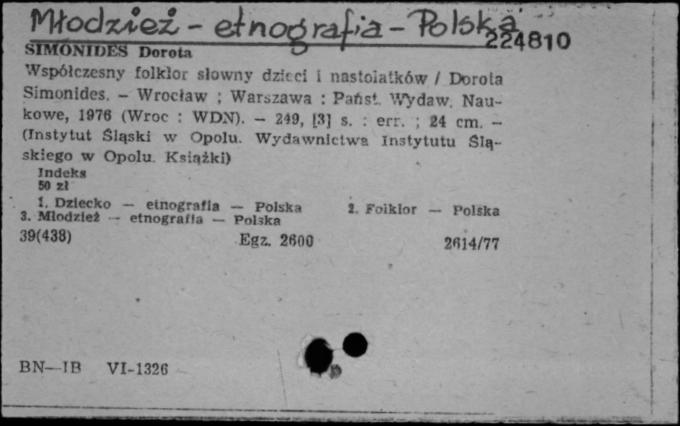 Młodzież - etnografia - Polska
224810
SIMONIDES Dorota
Współczesny folklor słowny dzieci i nastolatków / Dorota
Simonides. — Wrocław ; Warszawa : Państ. Wydaw. Nau-
kowe, 1976 (Wroc : WDN). — 249, [3] s. : err. ; 24 cm. —
(Instytut Śląski w Opolu. Wydawnictwa Instytutu Ślą-
skiego w Opolu. Książki)
Indeks
50 zł
1. Dziecko — etnografia — Polska 2. Folklor — Polska
3. Młodzież — etnografia — Polska
39(438) Egz. 2600 2614/77
BN—IB VI-1326